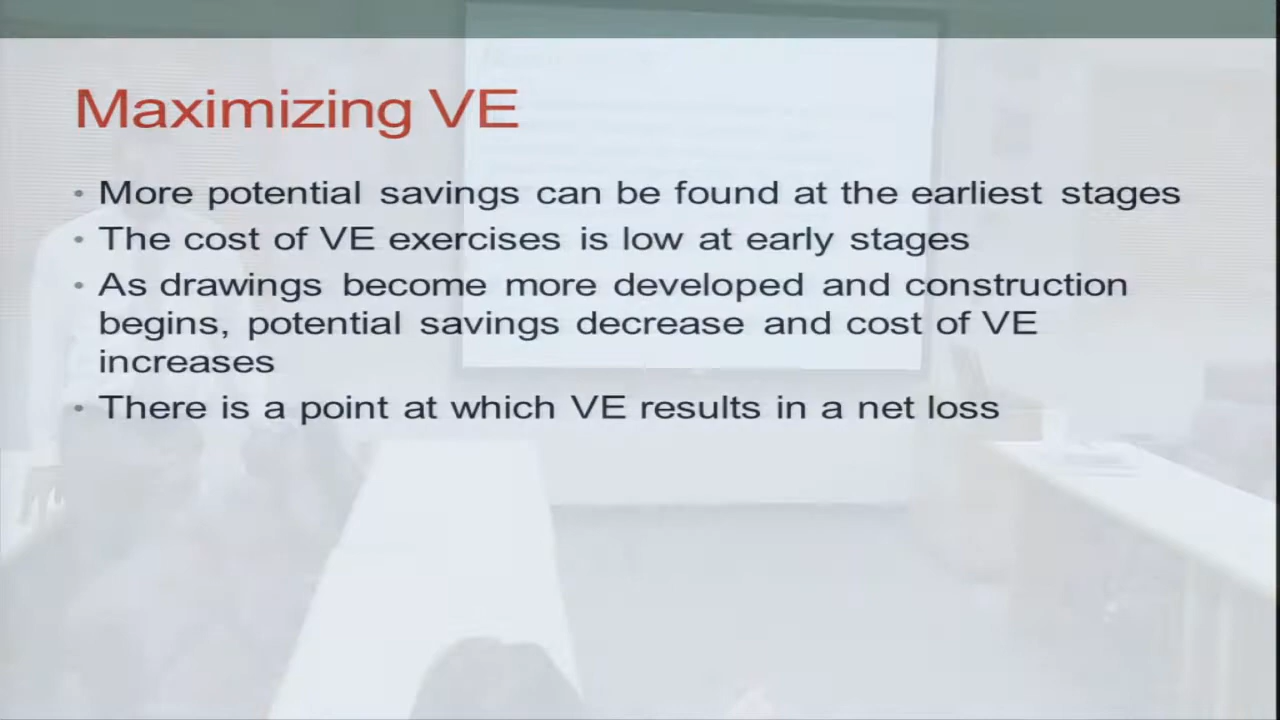 Maximizing VE
• More potential savings can be found at the earliest stages
• The cost of VE exercises is low at early stages
• As drawings become more developed and construction
begins, potential savings decrease and cost of VE
increases
• There is a point at which VE results in a net loss